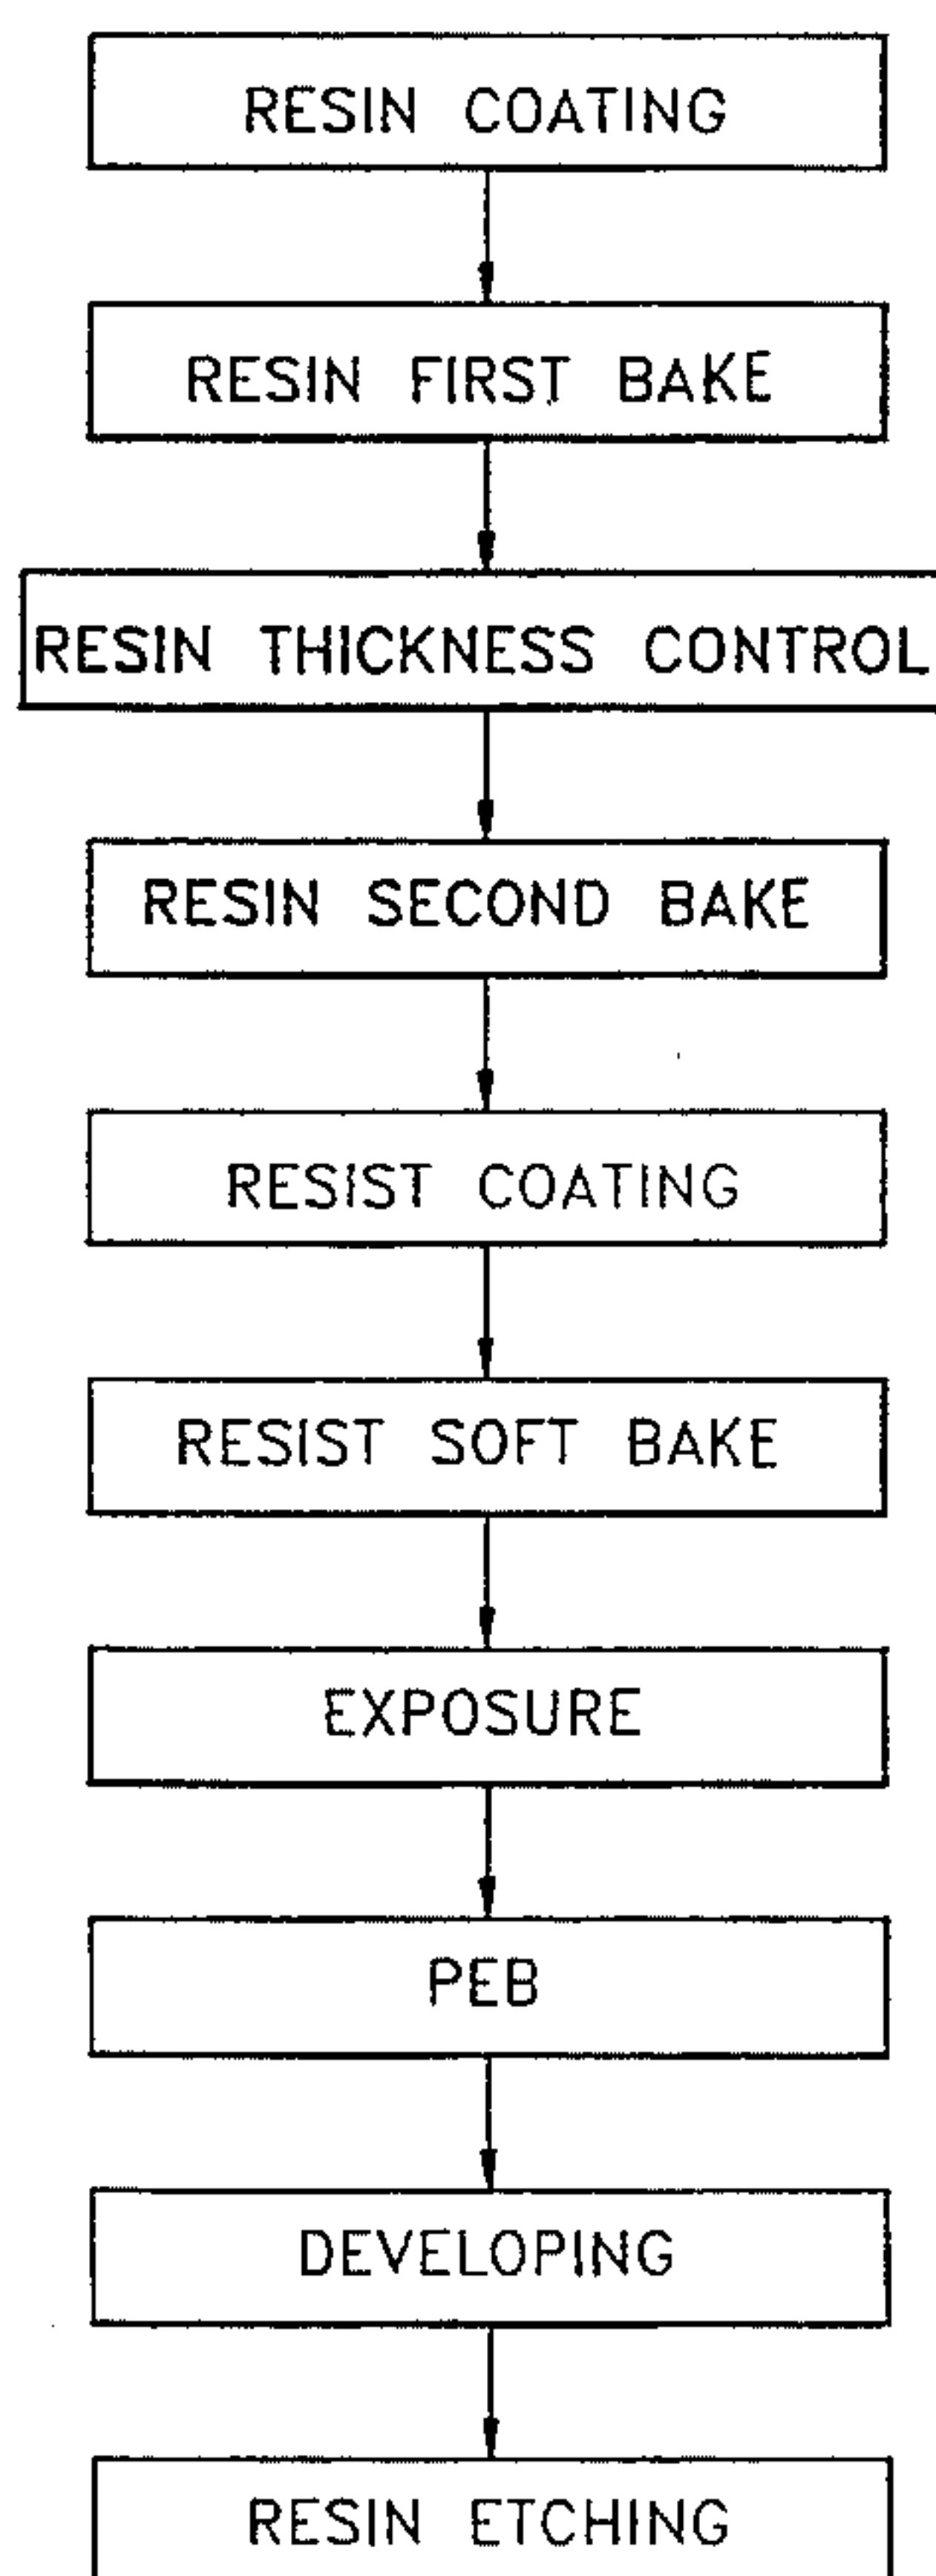 RESIN COATING
RESIN FIRST BAKE
RESIN THICKNESS CONTROL
RESIN SECOND BAKE
RESIST COATING
RESIST SOFT BAKE
EXPOSURE
PEB
DEVELOPING
RESIN ETCHING